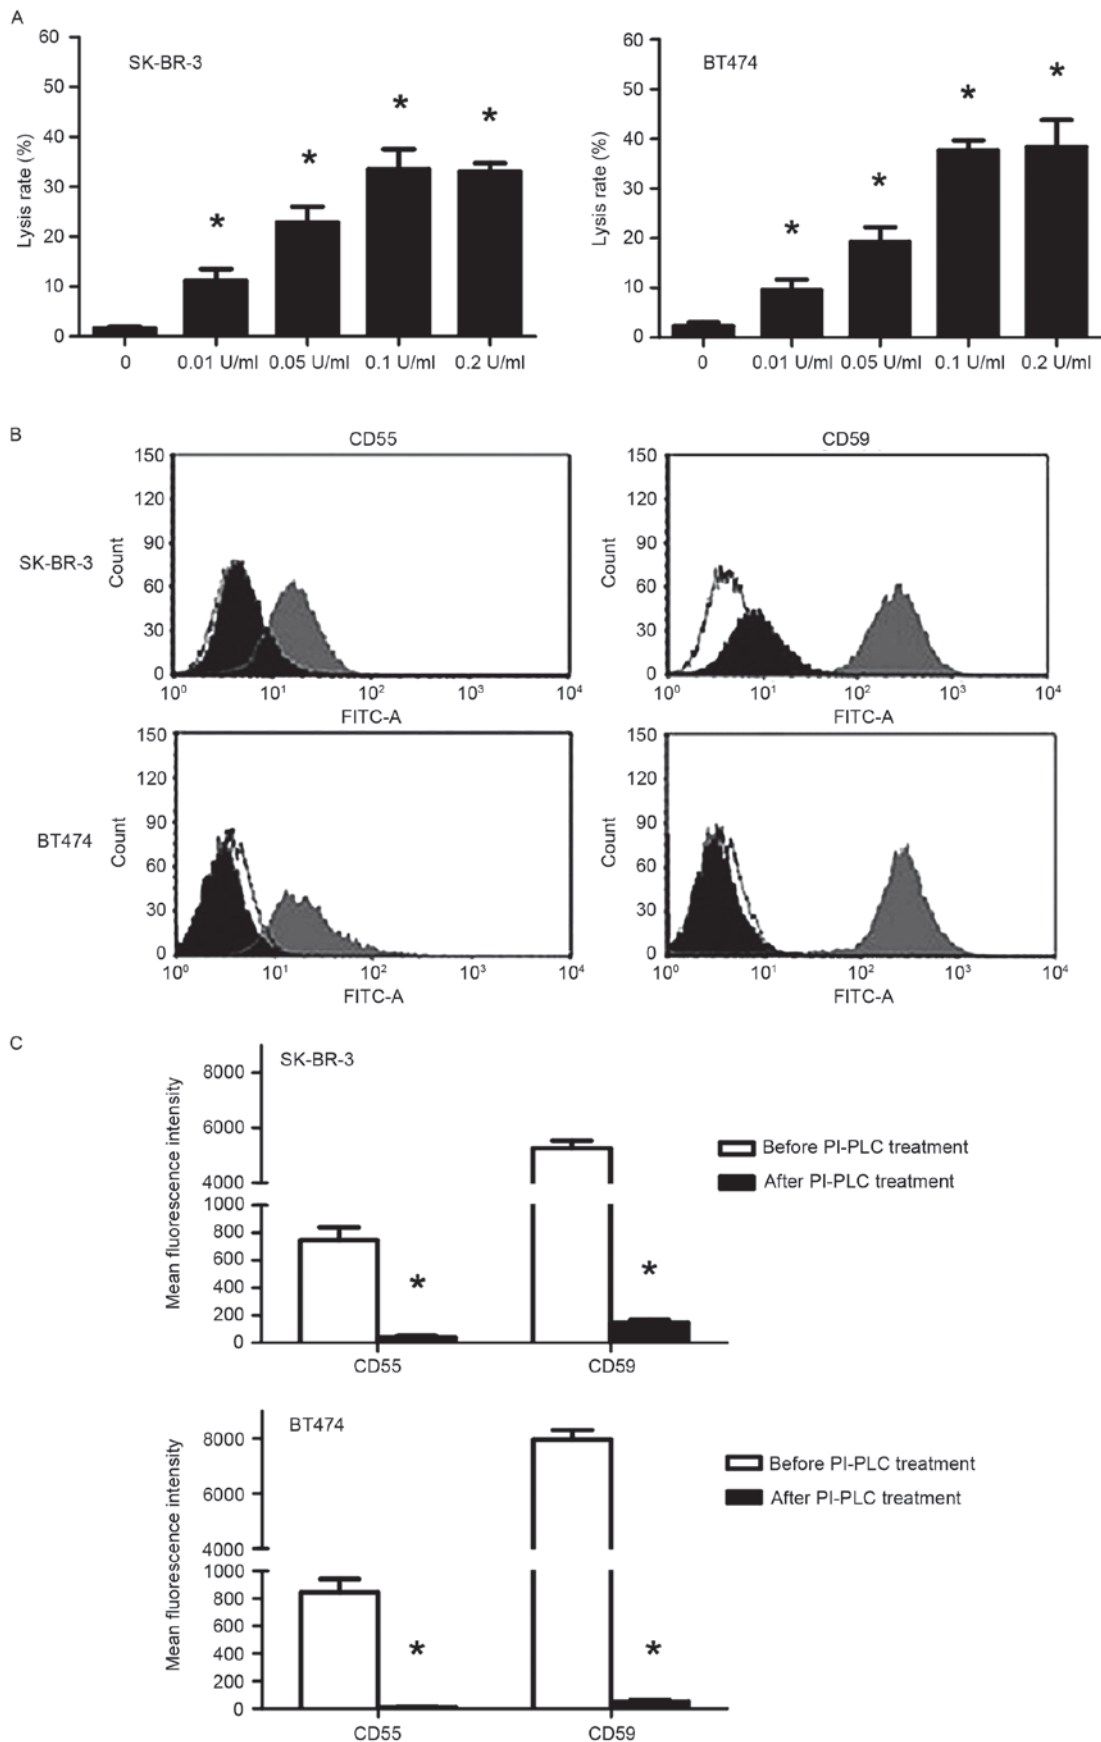 A
SK-BR-3
Lysis rate (%)
60
50
40
30
20
10
0
* * * *
0 0.01 U/ml 0.05 U/ml 0.1 U/ml 0.2 U/ml
BT474
Lysis rate (%)
60
50
40
30
20
10
0
* * * *
0 0.01 U/ml 0.05 U/ml 0.1 U/ml 0.2 U/ml
B
CD55
CD59
SK-BR-3
Count
150
120
90
60
30
0
10⁰ 10¹ 10² 10³ 10⁴
FITC-A
Count
150
120
90
60
30
0
10⁰ 10¹ 10² 10³ 10⁴
FITC-A
BT474
Count
150
120
90
60
30
0
10⁰ 10¹ 10² 10³ 10⁴
FITC-A
Count
150
120
90
60
30
0
10⁰ 10¹ 10² 10³ 10⁴
FITC-A
C
SK-BR-3
Mean fluorescence intensity
8000
6000
4000
1000
800
600
400
200
0
* *
CD55 CD59
Before PI-PLC treatment
After PI-PLC treatment
BT474
Mean fluorescence intensity
8000
6000
4000
1000
800
600
400
200
0
* *
CD55 CD59
Before PI-PLC treatment
After PI-PLC treatment